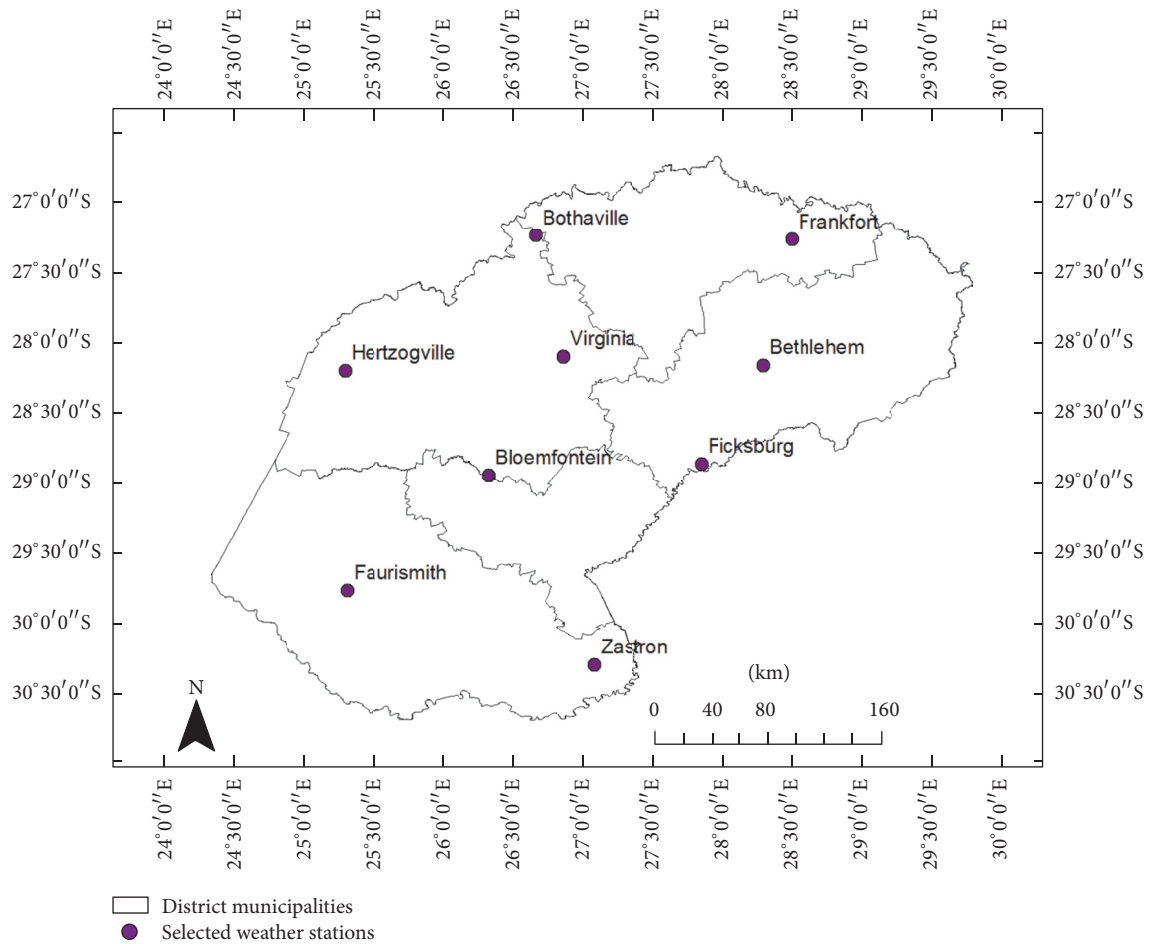 24°0′0″E 24°30′0″E 25°0′0″E 25°30′0″E 26°0′0″E 26°30′0″E 27°0′0″E 27°30′0″E 28°0′0″E 28°30′0″E 29°0′0″E 29°30′0″E 30°0′0″E
27°0′0″S 27°0′0″S
Bothaville
Frankfort
27°30′0″S 27°30′0″S
28°0′0″S 28°0′0″S
Virginia
Hertzogville
Bethlehem
28°30′0″S 28°30′0″S
Ficksburg
Bloemfontein
29°0′0″S 29°0′0″S
29°30′0″S 29°30′0″S
Faurismith
30°0′0″S 30°0′0″S
Zastron
(km)
N
30°30′0″S 30°30′0″S
0 40 80 160
24°0′0″E 24°30′0″E 25°0′0″E 25°30′0″E 26°0′0″E 26°30′0″E 27°0′0″E 27°30′0″E 28°0′0″E 28°30′0″E 29°0′0″E 29°30′0″E 30°0′0″E
District municipalities
Selected weather stations